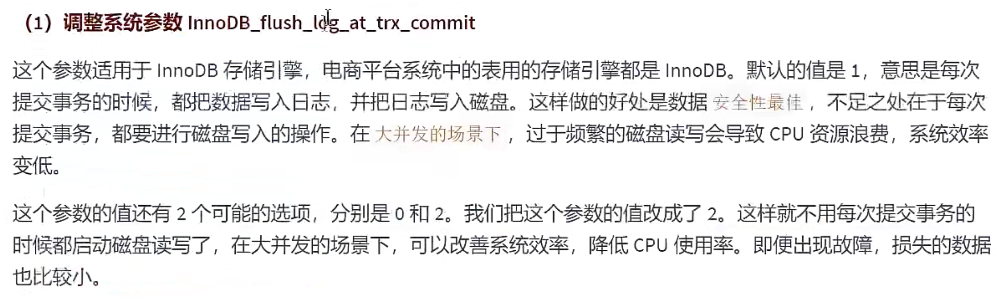 （1）调整系统参数 InnoDB_flush_log_at_trx_commit
这个参数适用于 InnoDB 存储引擎，电商平台系统中的表用的存储引擎都是 InnoDB。默认的值是 1，意思是每次
提交事务的时候，都把数据写入日志，并把日志写入磁盘。这样做的好处是数据 安全性最佳 ，不足之处在于每次
提交事务，都要进行磁盘写入的操作。在 大并发的场景下 ，过于频繁的磁盘读写会导致 CPU 资源浪费，系统效率
变低。
这个参数的值还有 2 个可能的选项，分别是 0 和 2。我们把这个参数的值改成了 2。这样就不用每次提交事务的
时候都启动磁盘读写了，在大并发的场景下，可以改善系统效率，降低 CPU 使用率。即便出现故障，损失的数据
也比较小。